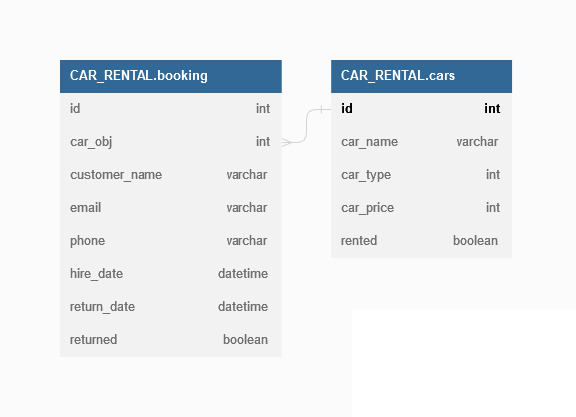 CAR_RENTAL.booking
id int
car_obj int
customer_name varchar
email varchar
phone varchar
hire_date datetime
return_date datetime
returned boolean
CAR_RENTAL.cars
id int
car_name varchar
car_type int
car_price int
rented boolean